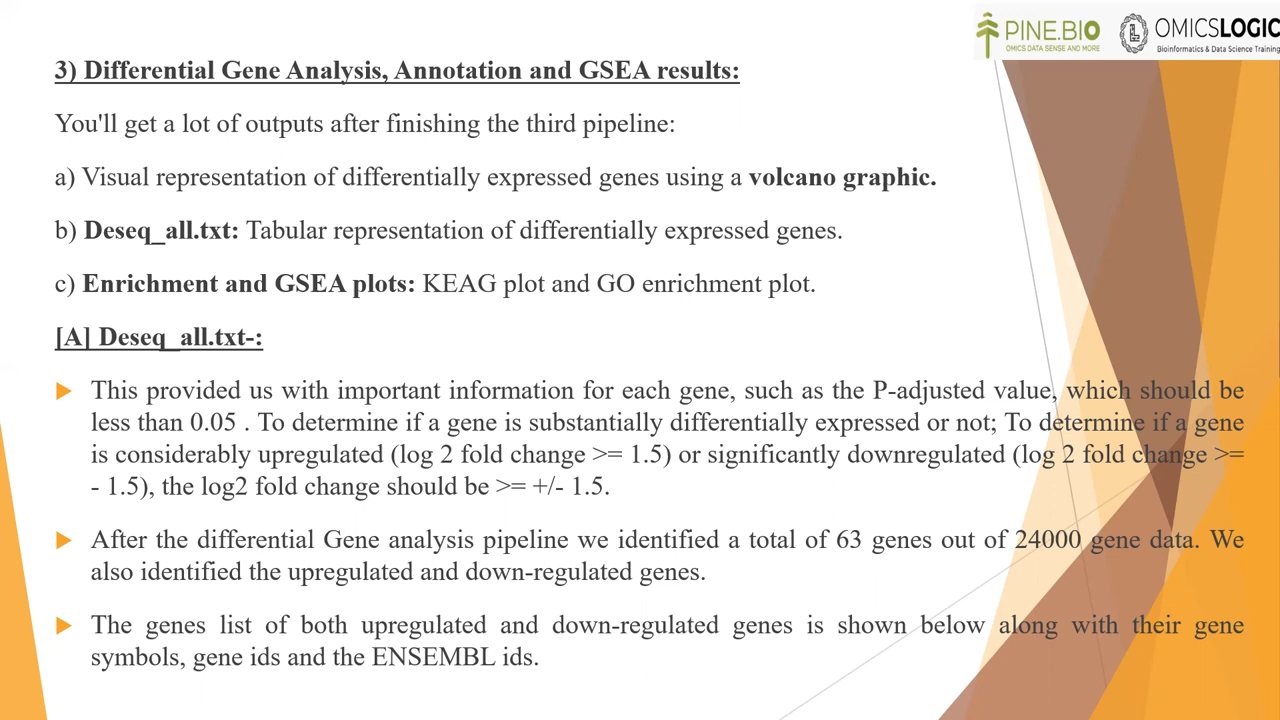 PINE.BIO
OMICS DATA SENSE AND MORE
OMICSLOGIC
Bioinformatics & Data Science Training
3) Differential Gene Analysis, Annotation and GSEA results:
You'll get a lot of outputs after finishing the third pipeline:
a) Visual representation of differentially expressed genes using a volcano graphic.
b) Deseq_all.txt: Tabular representation of differentially expressed genes.
c) Enrichment and GSEA plots: KEAG plot and GO enrichment plot.
[A] Deseq_all.txt-:
This provided us with important information for each gene, such as the P-adjusted value, which should be
less than 0.05 . To determine if a gene is substantially differentially expressed or not; To determine if a gene
is considerably upregulated (log 2 fold change >= 1.5) or significantly downregulated (log 2 fold change >=
- 1.5), the log2 fold change should be >= +/- 1.5.
After the differential Gene analysis pipeline we identified a total of 63 genes out of 24000 gene data. We
also identified the upregulated and down-regulated genes.
The genes list of both upregulated and down-regulated genes is shown below along with their gene
symbols, gene ids and the ENSEMBL ids.